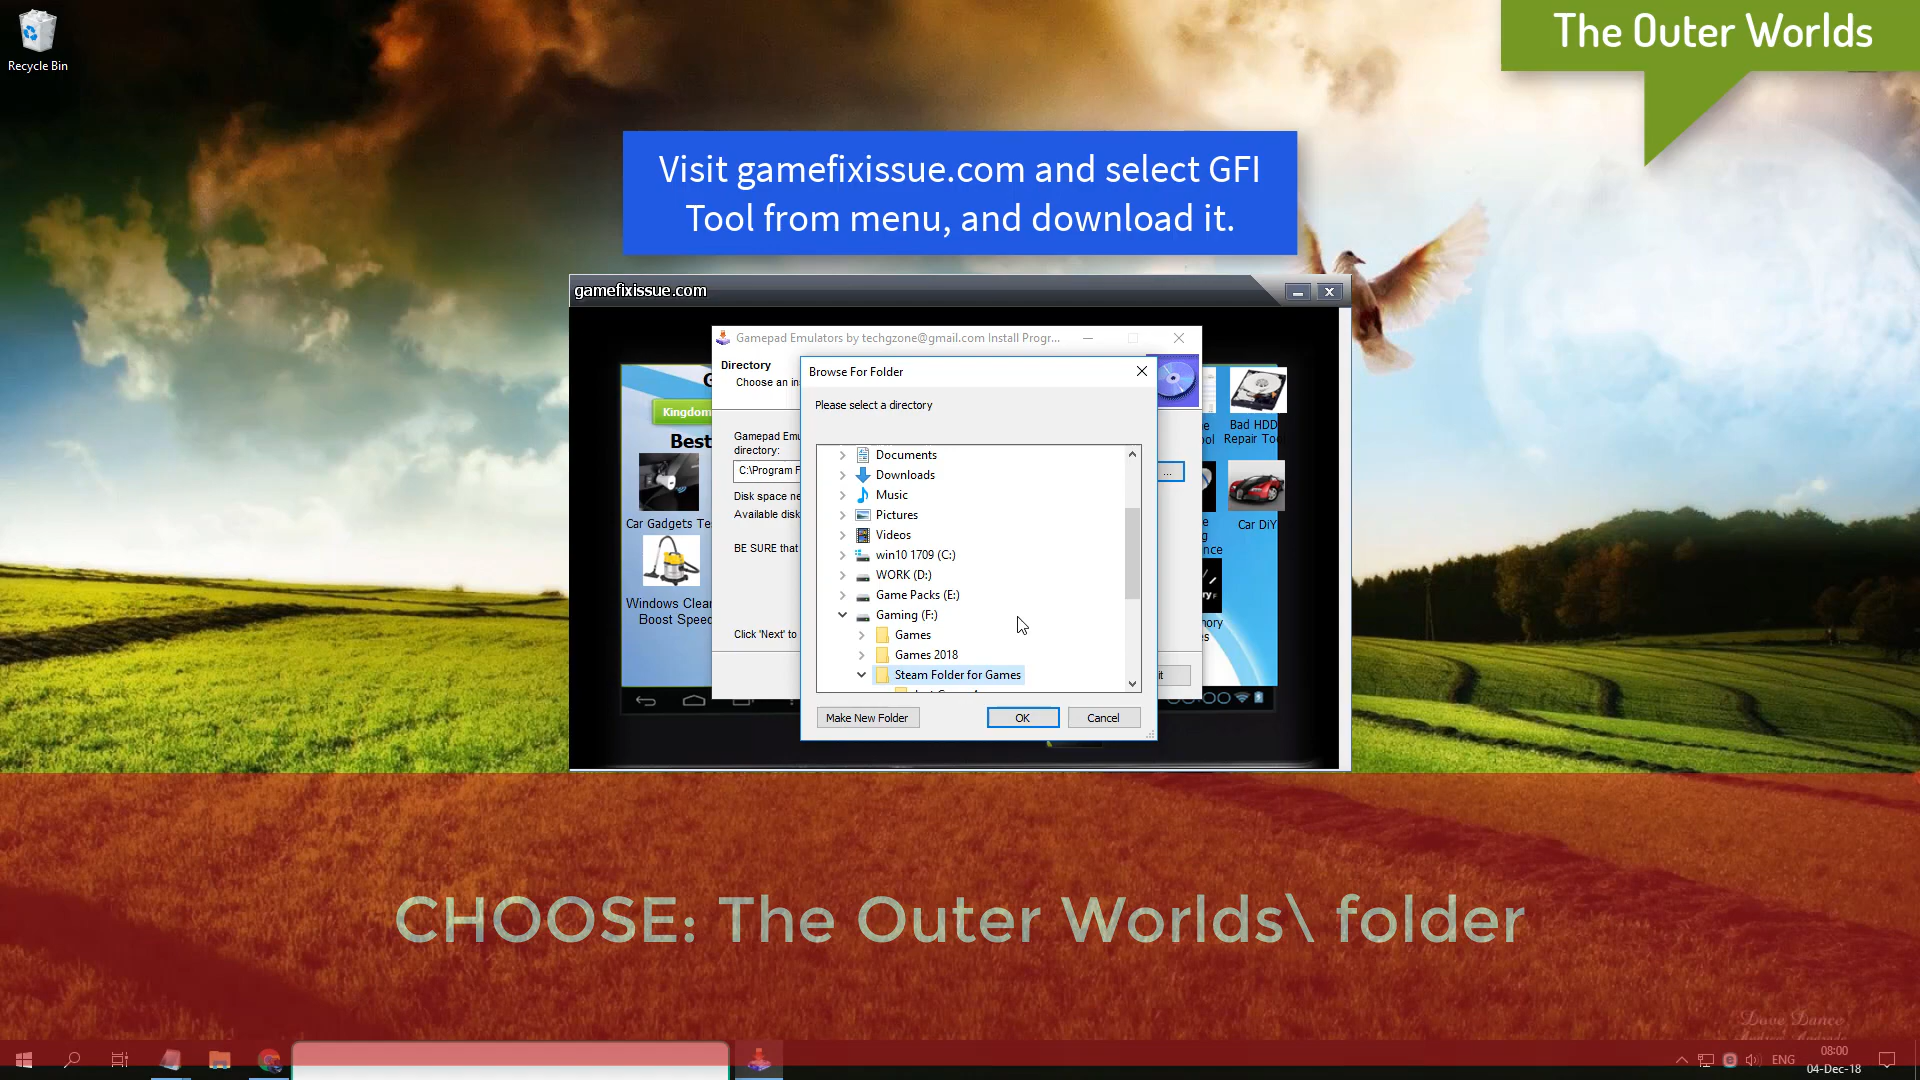 The Outer Worlds
Recycle Bin
Visit gamefixissue.com and select GFI
Tool from menu, and download it.
gamefixissue.com
Gamepad Emulators by techgzone@gmail.com Install Progr...
Directory
Choose an in
Browse For Folder
Please select a directory
Kingdom
Best
Gamepad Emu
directory:
C:\Program F
...
Disk space ne
Available disk
BE SURE that
Click 'Next' to
Documents
Downloads
Music
Pictures
Videos
win10 1709 (C:)
WORK (D:)
Game Packs (E:)
Gaming (F:)
Games
Games 2018
Steam Folder for Games
Make New Folder
OK
Cancel
Car Gadgets Te
Windows Clear
Boost Speed
Bad HDD
Repair Too
Car DiY
CHOOSE: The Outer Worlds\ folder
Dove Dance
ENG
08:00
04-Dec-18